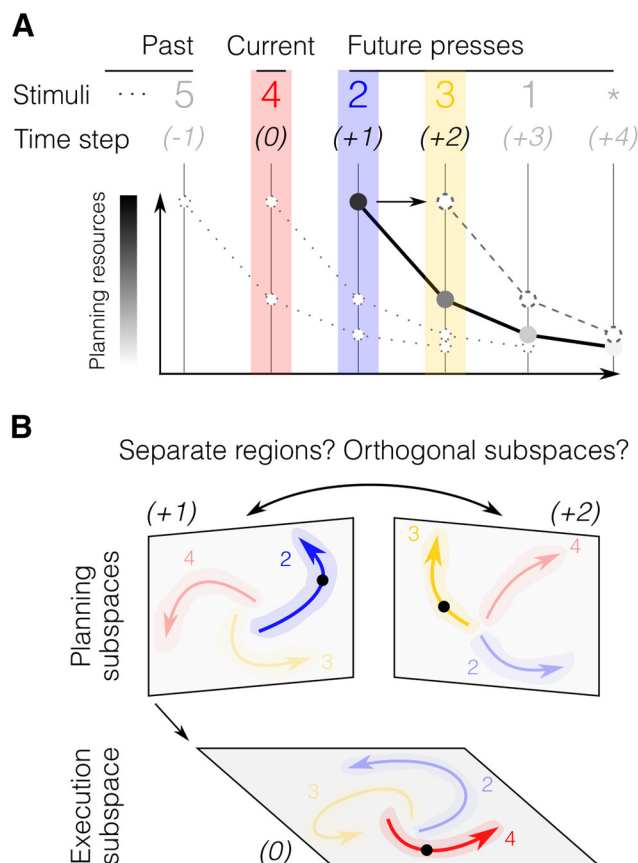 A
Past Current Future presses
Stimuli ··· 5 4 2 3 1 *
Time step (-1) (0) (+1) (+2) (+3) (+4)
Planning resources
B
Separate regions? Orthogonal subspaces?
(+1) (+2)
Planning subspaces
4 2 3
3 4 2
Execution subspace
3 2 4
(0)